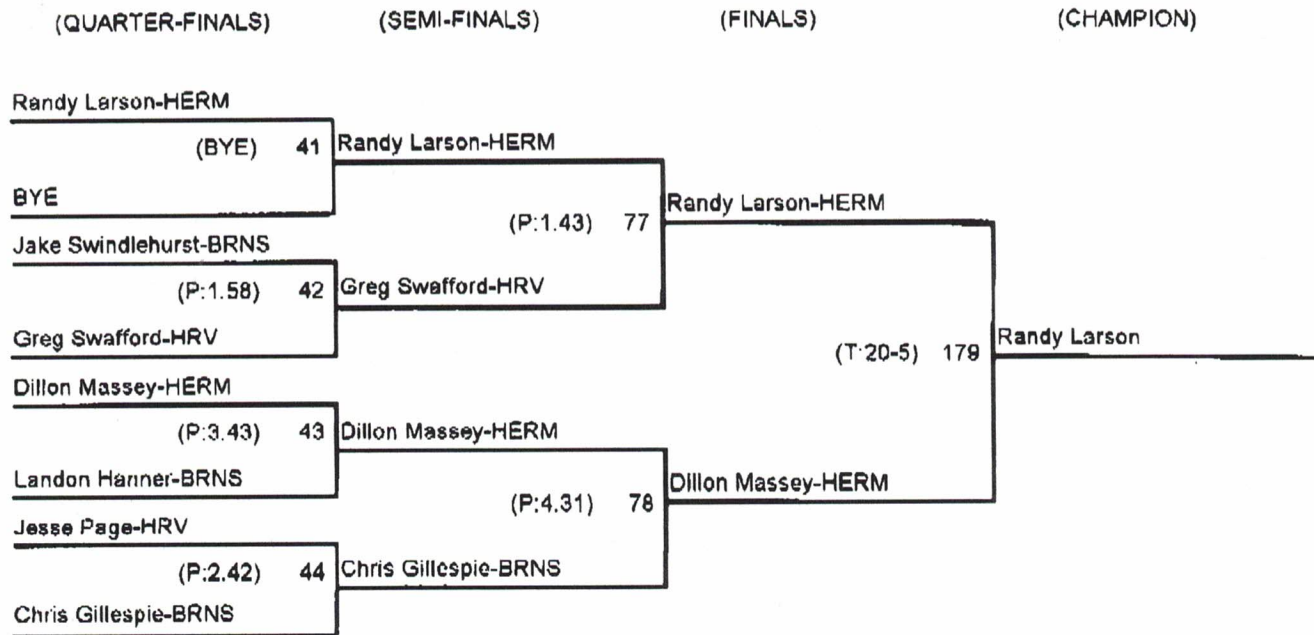 (QUARTER-FINALS) (SEMI-FINALS) (FINALS) (CHAMPION)
Randy Larson-HERM
(BYE) 41 Randy Larson-HERM
BYE
(P:1.43) 77 Randy Larson-HERM
Jake Swindlehurst-BRNS
(P:1.58) 42 Greg Swafford-HRV
Greg Swafford-HRV
(T:20-5) 179 Randy Larson
Dillon Massey-HERM
(P:3.43) 43 Dillon Massey-HERM
Landon Hanner-BRNS
(P:4.31) 78 Dillon Massey-HERM
Jesse Page-HRV
(P:2.42) 44 Chris Gillespie-BRNS
Chris Gillespie-BRNS